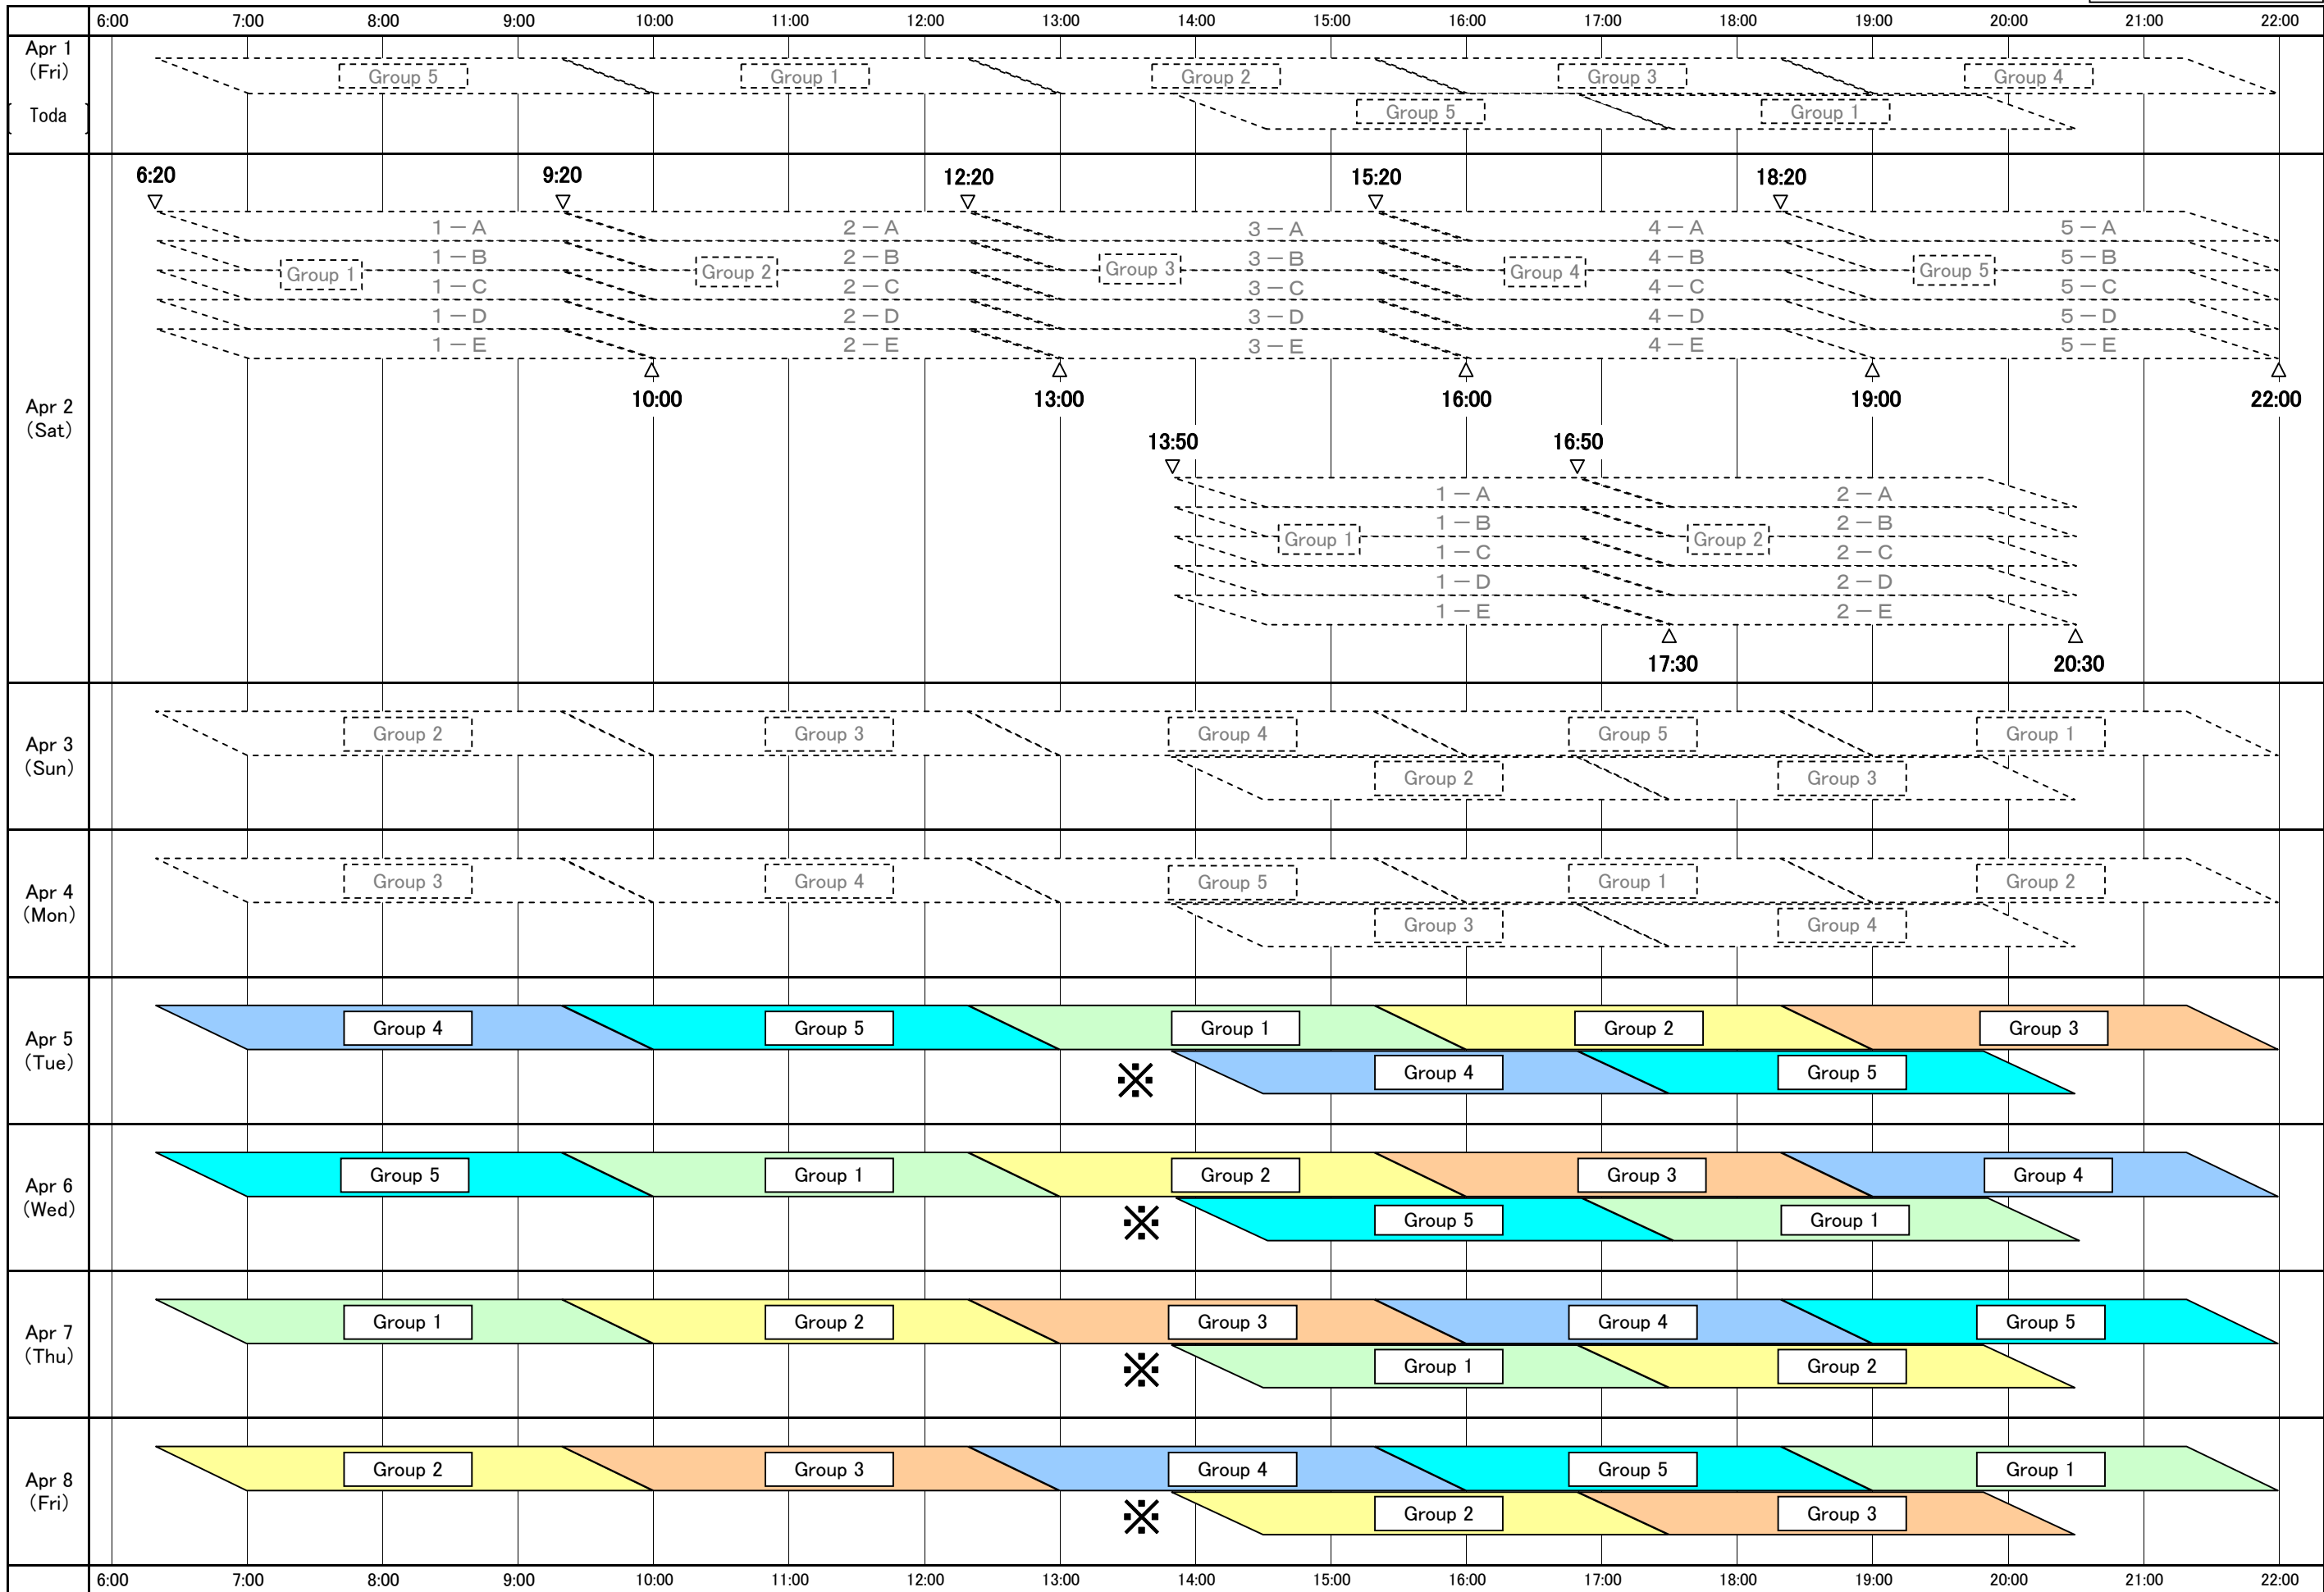 6:00 7:00 8:00 9:00 10:00 11:00 12:00 13:00 14:00 15:00 16:00 17:00 18:00 19:00 20:00 21:00 22:00
Apr 1
(Fri)
Group 5 Group 1 Group 2 Group 3 Group 4
Toda
Group 5 Group 1
6:20 9:20 12:20 15:20 18:20
1-A 2-A 3-A 4-A 5-A
1-B 2-B 3-B 4-B 5-B
Group 1 Group 2 Group 3 Group 4 Group 5
1-C 2-C 3-C 4-C 5-C
1-D 2-D 3-D 4-D 5-D
1-E 2-E 3-E 4-E 5-E
10:00 13:00 16:00 19:00 22:00
Apr 2
(Sat)
13:50 16:50
1-A 2-A
1-B 2-B
Group 1 Group 2
1-C 2-C
1-D 2-D
1-E 2-E
17:30 20:30
Apr 3
(Sun)
Group 2 Group 3 Group 4 Group 5 Group 1
Group 2 Group 3
Apr 4
(Mon)
Group 3 Group 4 Group 5 Group 1 Group 2
Group 3 Group 4
Apr 5
(Tue)
Group 4 Group 5 Group 1 Group 2 Group 3
※ Group 4 Group 5
Apr 6
(Wed)
Group 5 Group 1 Group 2 Group 3 Group 4
※ Group 5 Group 1
Apr 7
(Thu)
Group 1 Group 2 Group 3 Group 4 Group 5
※ Group 1 Group 2
Apr 8
(Fri)
Group 2 Group 3 Group 4 Group 5 Group 1
※ Group 2 Group 3
6:00 7:00 8:00 9:00 10:00 11:00 12:00 13:00 14:00 15:00 16:00 17:00 18:00 19:00 20:00 21:00 22:00